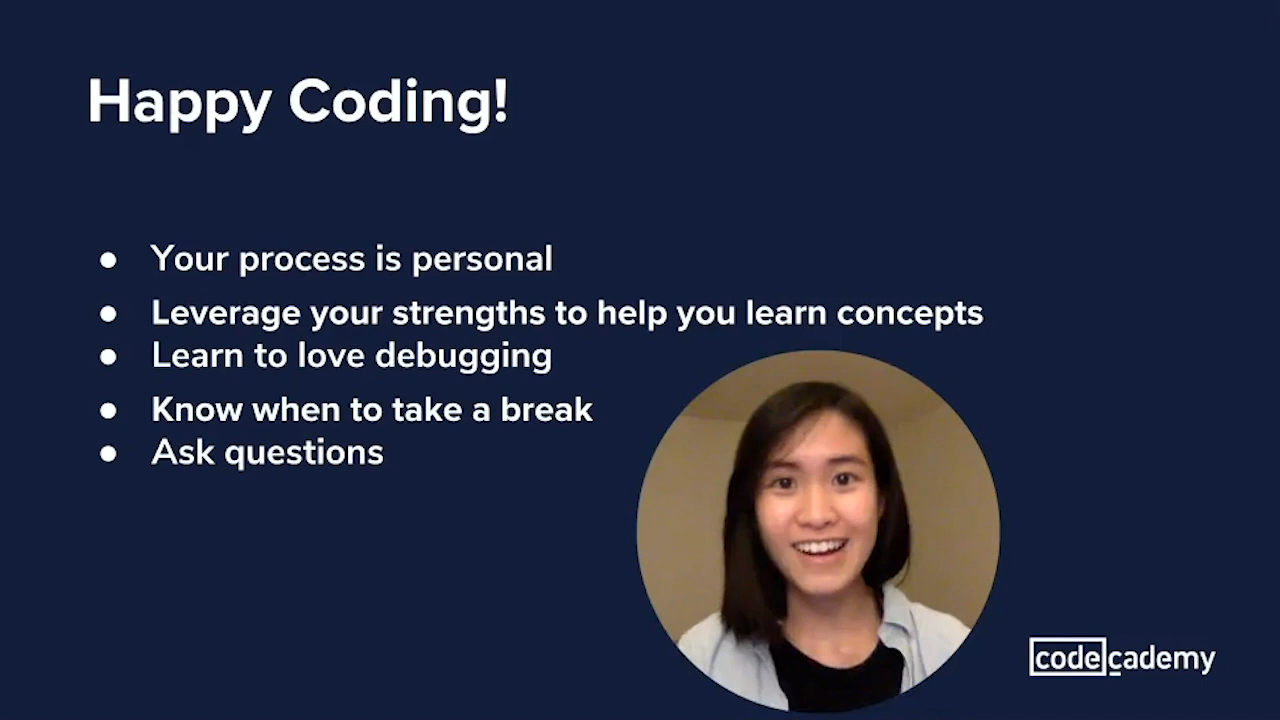 Happy Coding!
● Your process is personal
● Leverage your strengths to help you learn concepts
● Learn to love debugging
● Know when to take a break
● Ask questions
codecademy